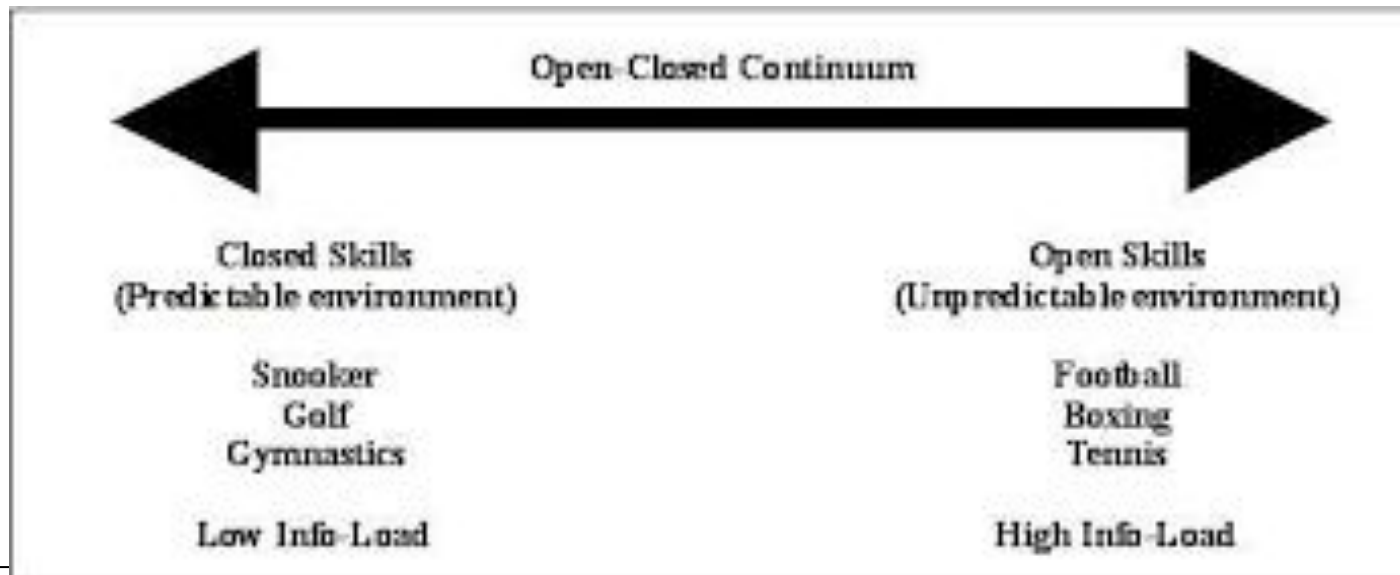 Open-Closed Continuum
Closed Skills
(Predictable environment)
Snooker
Golf
Gymnastics
Low Info-Load
Open Skills
(Unpredictable environment)
Football
Boxing
Tennis
High Info-Load